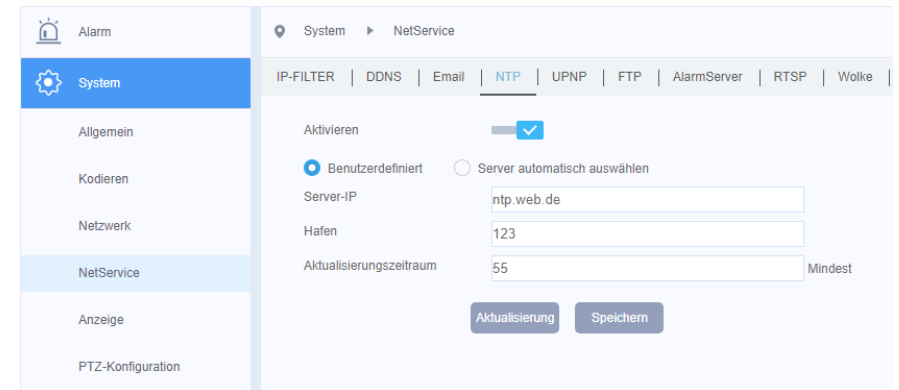 Alarm
System
Allgemein
Kodieren
Netzwerk
NetService
Anzeige
PTZ-Konfiguration
System NetService
IP-FILTER | DDNS | Email | NTP | UPNP | FTP | AlarmServer | RTSP | Wolke |
Aktivieren
Benutzerdefiniert Server automatisch auswählen
Server-IP ntp.web.de
Hafen 123
Aktualisierungszeitraum 55 Mindest
Aktualisierung Speichern